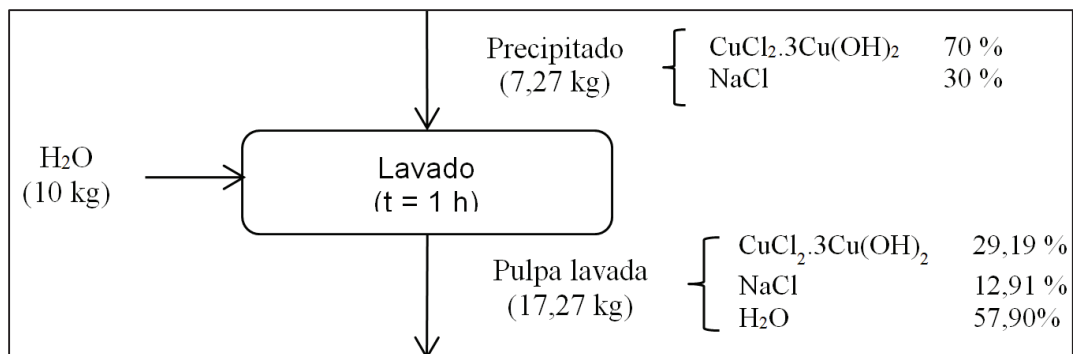 Precipitado
(7,27 kg)
CuCl₂.3Cu(OH)₂ 70 %
NaCl 30 %
H₂O
(10 kg)
Lavado
(t = 1 h)
Pulpa lavada
(17,27 kg)
CuCl₂.3Cu(OH)₂ 29,19 %
NaCl 12,91 %
H₂O 57,90%